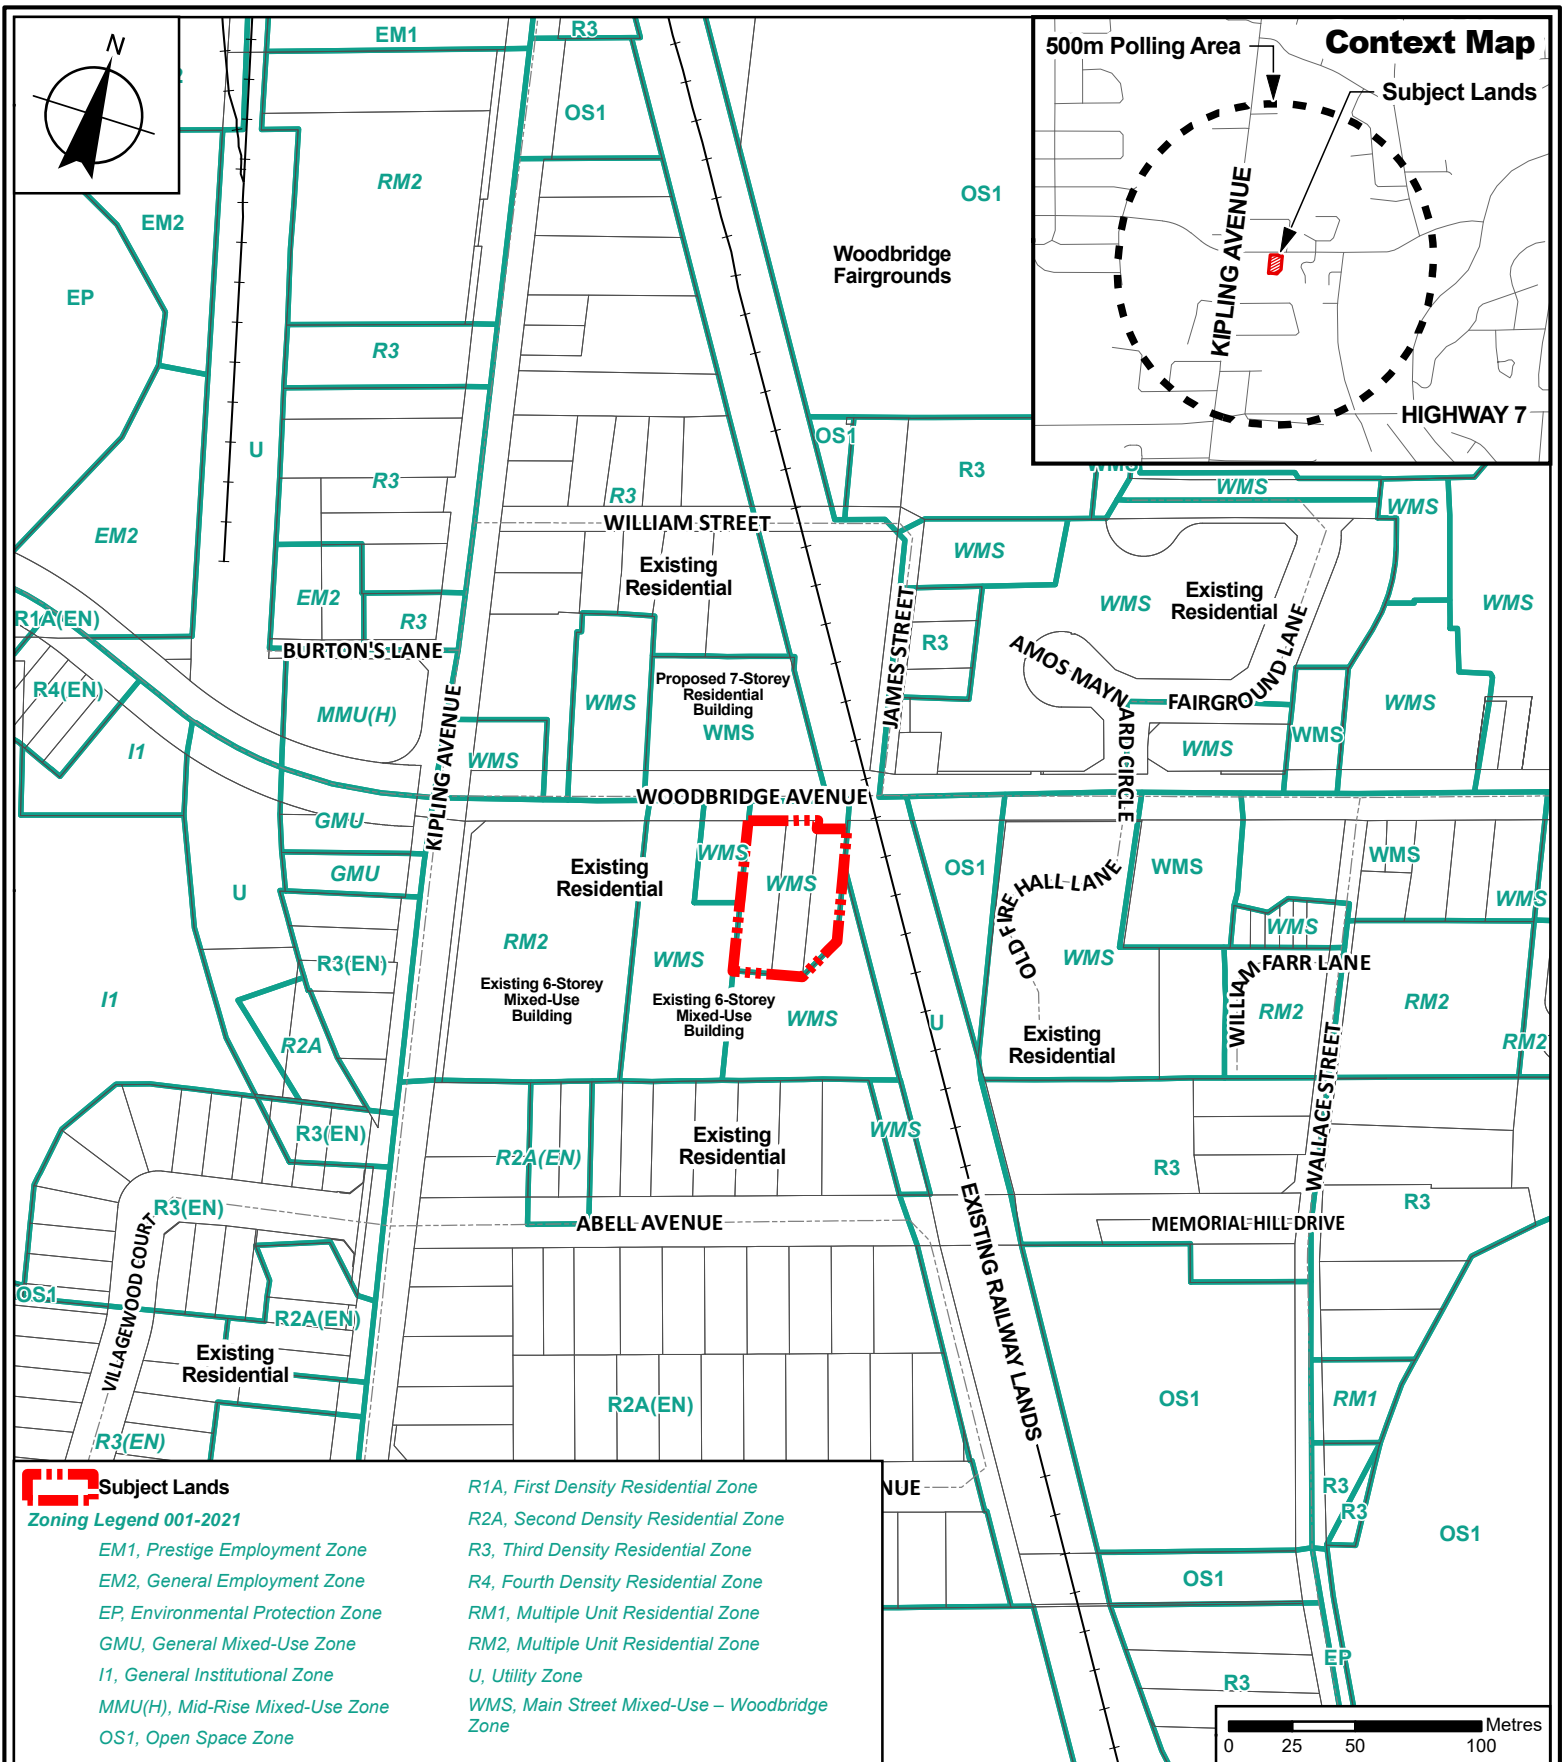 N
EM1
R3
500m Polling Area
Context Map
Subject Lands
KIPLING AVENUE
HIGHWAY 7
OS1
RM2
OS1
EM2
Woodbridge
Fairgrounds
EP
R3
U
OS1
R3
WMS
WMS
R3
R3
WMS
WILLIAM STREET
EM2
WMS
Existing
Residential
EM2
R3
JAMES STREET
R3
WMS
Existing
Residential
WMS
R1A(EN)
BURTON'S LANE
AMOS MAYNARD CIRCLE
FAIRGROUND LANE
R4(EN)
I1
MMU(H)
KIPLING AVENUE
WMS
WMS
Proposed 7-Storey
Residential
Building
WMS
WMS
WMS
WMS
WOODBRIDGE AVENUE
GMU
GMU
U
Existing
Residential
WMS
WMS
OS1
OLD FIRE HALL LANE
WMS
WMS
WMS
WMS
RM2
WMS
WMS
WILLIAM FARR LANE
R3(EN)
I1
Existing 6-Storey
Mixed-Use
Building
Existing 6-Storey
Mixed-Use
Building
WMS
U
Existing
Residential
RM2
RM2
RM2
R2A
WALLACE STREET
R3(EN)
R2A(EN)
Existing
Residential
WMS
R3
R3
R3(EN)
ABELL AVENUE
MEMORIAL HILL DRIVE
VILLAGEWOOD COURT
EXISTING RAILWAY LANDS
OS1
R2A(EN)
Existing
Residential
R3(EN)
R2A(EN)
OS1
RM1
R3
R3
OS1
NUE
OS1
EP
R3
Subject Lands
Zoning Legend 001-2021
EM1, Prestige Employment Zone
EM2, General Employment Zone
EP, Environmental Protection Zone
GMU, General Mixed-Use Zone
I1, General Institutional Zone
MMU(H), Mid-Rise Mixed-Use Zone
OS1, Open Space Zone
R1A, First Density Residential Zone
R2A, Second Density Residential Zone
R3, Third Density Residential Zone
R4, Fourth Density Residential Zone
RM1, Multiple Unit Residential Zone
RM2, Multiple Unit Residential Zone
U, Utility Zone
WMS, Main Street Mixed-Use – Woodbridge
Zone
Metres
0 25 50 100